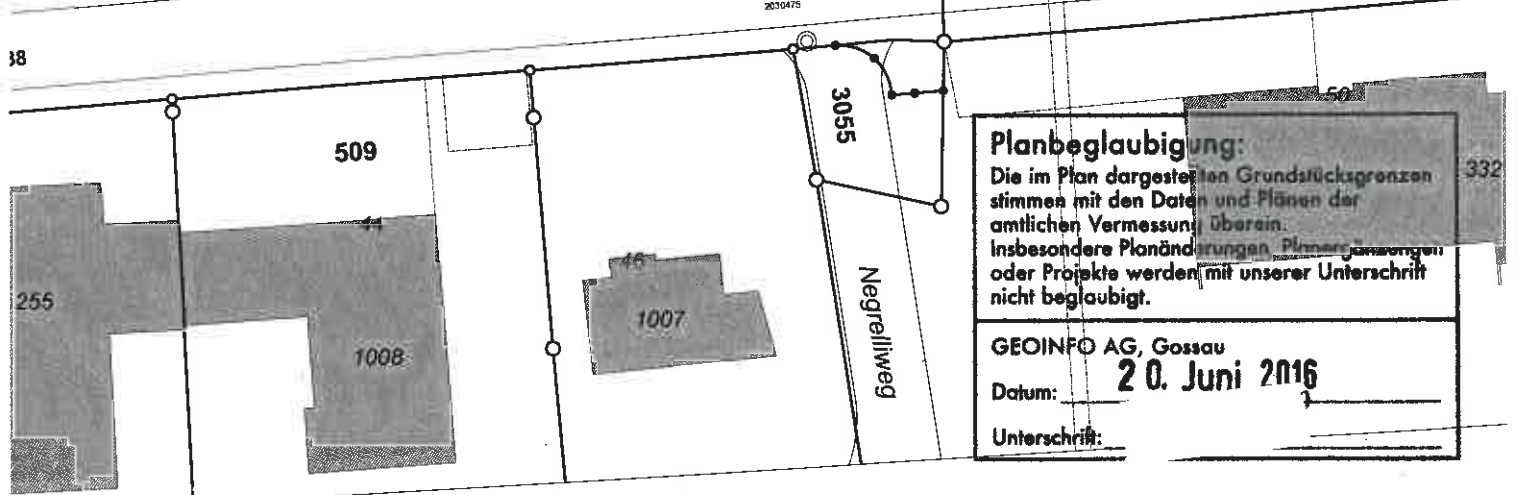 2030475
38
509
3055
50
Planbeglaubigung:
Die im Plan dargestellten Grundstücksgrenzen
stimmen mit den Daten und Plänen der
amtlichen Vermessung überein.
Insbesondere Planänderungen, Planergänzungen
oder Projekte werden mit unserer Unterschrift
nicht beglaubigt.
332
44
46
255
1007
1008
Negrelliweg
GEOINFO AG, Gossau
Datum: 20. Juni 2016
Unterschrift: